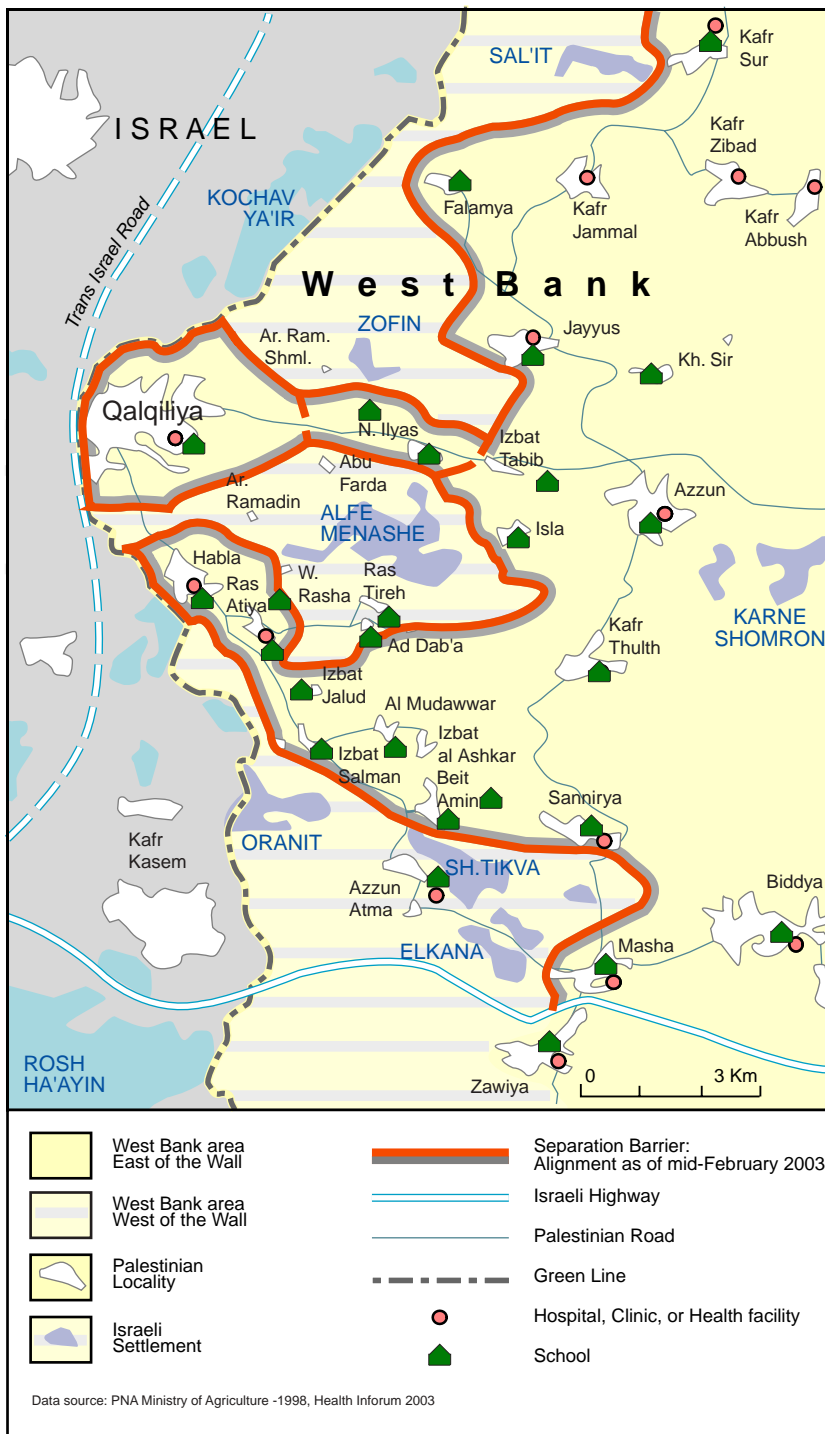 SAL'IT
Kafr
Sur
ISRAEL
Kafr
Zibad
KOCHAV
YA'IR
Falamya
Kafr
Jammal
Kafr
Abbush
Trans Israel Road
West Bank
ZOFIN
Ar. Ram.
Shml.
Jayyus
Kh. Sir
Qalqiliya
N. Ilyas
Izbat
Tabib
Abu
Farda
Ar.
Ramadin
Azzun
ALFE
MENASHE
Isla
Habla
W.
Rasha
Ras
Tireh
Ras
Atiya
KARNE
SHOMRON
Kafr
Thulth
Ad Dab'a
Izbat
Jalud
Al Mudawwar
Izbat
al Ashkar
Izbat
Salman
Beit
Amin
Sannirya
Kafr
Kasem
ORANIT
SH.TIKVA
Azzun
Atma
Biddya
ELKANA
Masha
ROSH
HA'AYIN
Zawiya
0 3 Km
West Bank area
East of the Wall
West Bank area
West of the Wall
Palestinian
Locality
Israeli
Settlement
Separation Barrier:
Alignment as of mid-February 2003
Israeli Highway
Palestinian Road
Green Line
Hospital, Clinic, or Health facility
School
Data source: PNA Ministry of Agriculture -1998, Health Inforum 2003